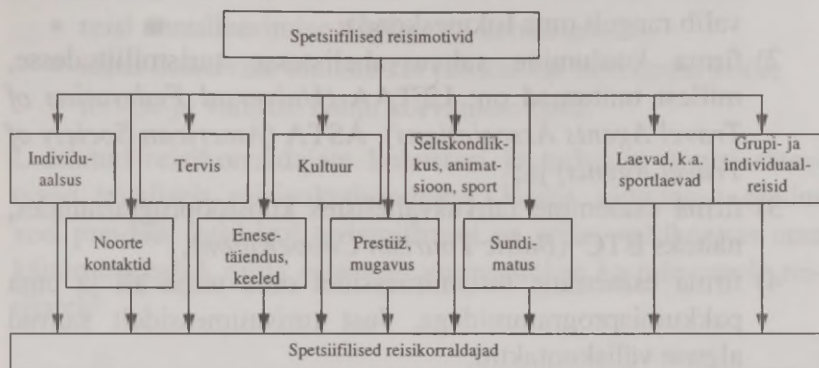 Spetsiifilised reisimotivid
Individu-
aalsus
Tervis
Kultuur
Seltskondlik-
kus, animat-
sioon, sport
Laevad, k.a.
sportlaevad
Grupi- ja
individuaal-
reisid
Noorte
kontaktid
Enese-
täiendus,
keeled
Prestiiž,
mugavus
Sundi-
matus
Spetsiifilised reisikorraldajad